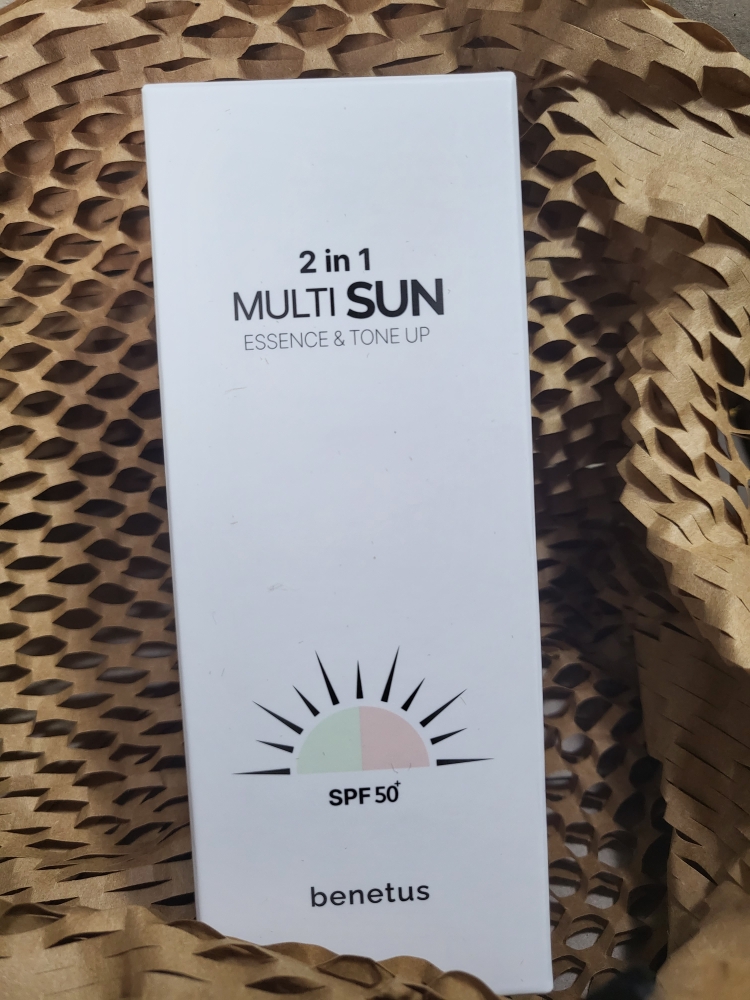 2 in 1
MULTI SUN
ESSENCE & TONE UP
SPF 50+
benetus